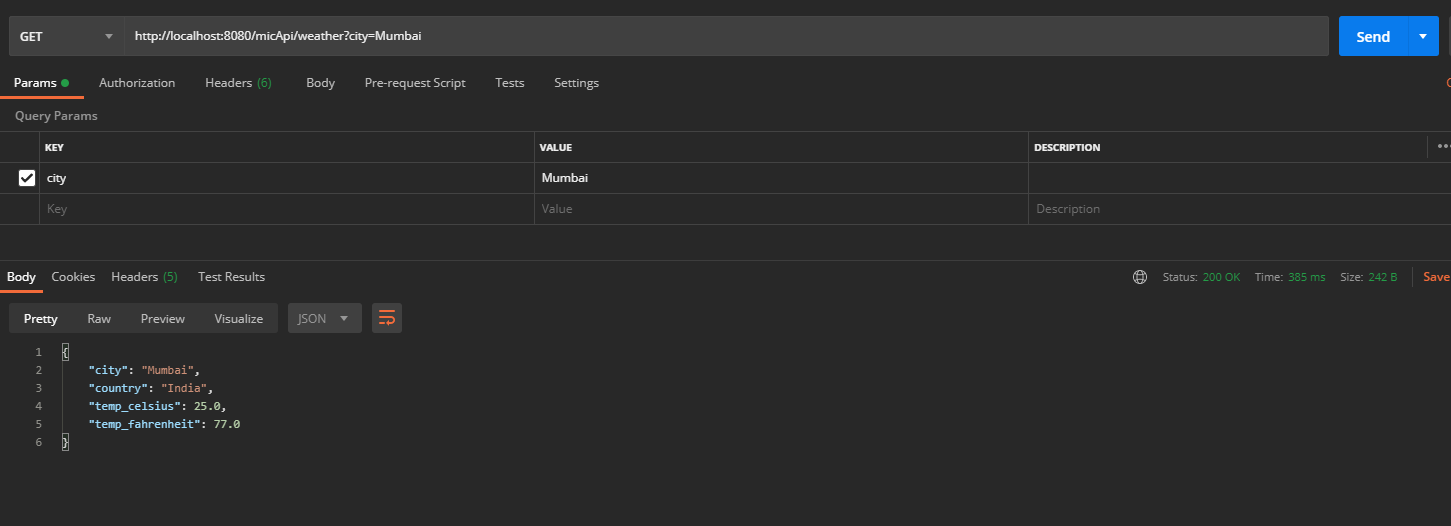 GET http://localhost:8080/micApi/weather?city=Mumbai Send
Params Authorization Headers (6) Body Pre-request Script Tests Settings
Query Params
KEY VALUE DESCRIPTION
city Mumbai
Key Value Description
Body Cookies Headers (5) Test Results Status: 200 OK Time: 385 ms Size: 242 B Save
Pretty Raw Preview Visualize JSON
1 {
2 "city": "Mumbai",
3 "country": "India",
4 "temp_celsius": 25.0,
5 "temp_fahrenheit": 77.0
6 }